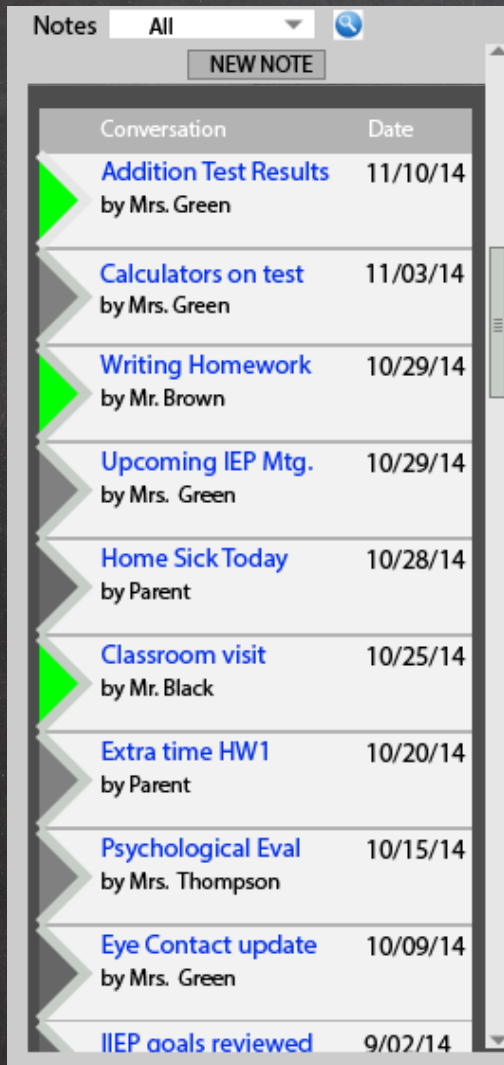 Notes All
NEW NOTE
Conversation Date
Addition Test Results 11/10/14
by Mrs. Green
Calculators on test 11/03/14
by Mrs. Green
Writing Homework 10/29/14
by Mr. Brown
Upcoming IEP Mtg. 10/29/14
by Mrs. Green
Home Sick Today 10/28/14
by Parent
Classroom visit 10/25/14
by Mr. Black
Extra time HW1 10/20/14
by Parent
Psychological Eval 10/15/14
by Mrs. Thompson
Eye Contact update 10/09/14
by Mrs. Green
IIEP goals reviewed 9/02/14